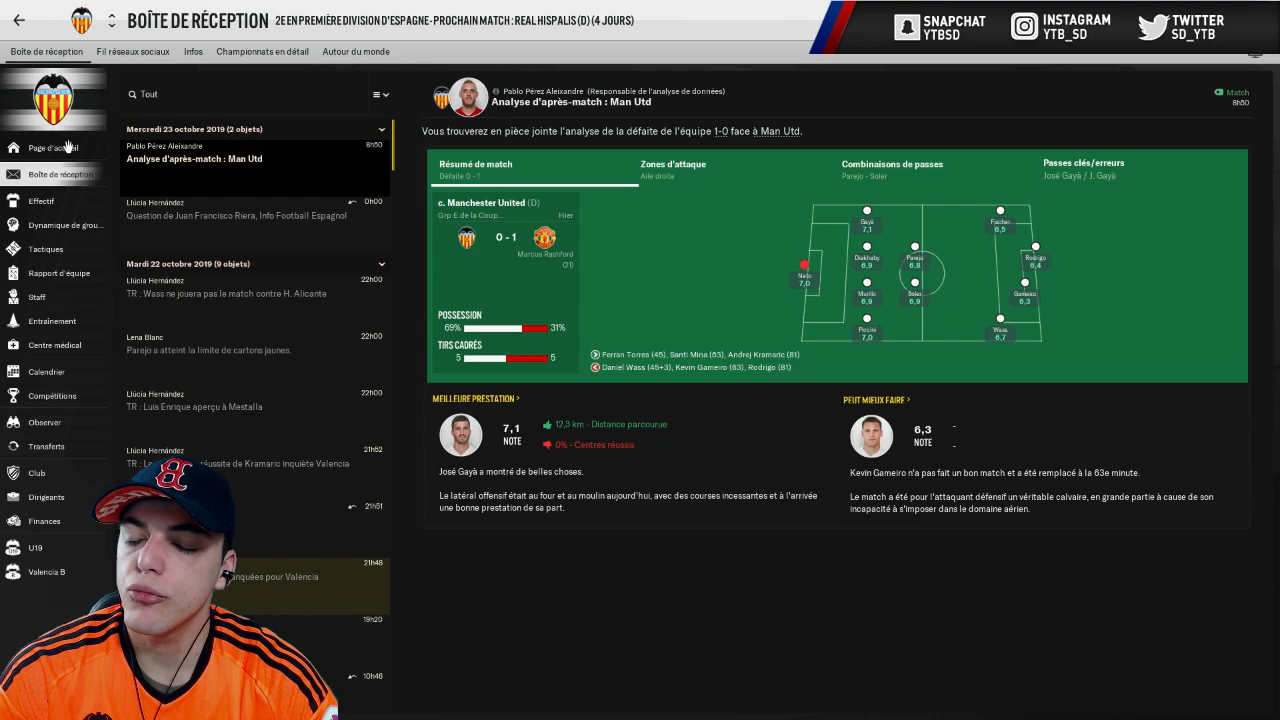 BOÎTE DE RÉCEPTION
2E EN PREMIÈRE DIVISION D'ESPAGNE - PROCHAIN MATCH : REAL HISPALIS (D) (4 JOURS)
SNAPCHAT
YTBSD
INSTAGRAM
YTB_SD
TWITTER
SD_YTB
Boîte de réception
Fil réseaux sociaux
Infos
Championnats en détail
Autour du monde
Page d'accueil
Boîte de réception
Effectif
Dynamique de grou...
Tactiques
Rapport d'équipe
Staff
Entraînement
Centre médical
Calendrier
Compétitions
Observer
Transferts
Club
Dirigeants
Finances
U19
Valencia B
Tout
Mercredi 23 octobre 2019 (2 objets)
Pablo Pérez Aleixandre 8h50
Analyse d'après-match : Man Utd
Llúcia Hernández 0h00
Question de Juan Francisco Riera, Info Football Espagnol
Mardi 22 octobre 2019 (9 objets)
Llúcia Hernández 22h00
TR : Wass ne jouera pas le match contre H. Alicante
Lena Blanc 22h00
Parejo a atteint la limite de cartons jaunes.
Llúcia Hernández 22h00
TR : Luis Enrique aperçu à Mestalla
Llúcia Hernández 21h52
réussite de Kramaric inquiète Valencia
21h51
21h48
anquées pour Valencia
19h20
10h46
Pablo Pérez Aleixandre (Responsable de l'analyse de données)
Analyse d'après-match : Man Utd
Match
8h50
Vous trouverez en pièce jointe l'analyse de la défaite de l'équipe 1-0 face à Man Utd.
Résumé de match
Défaite 0 - 1
Zones d'attaque
Aile droite
Combinaisons de passes
Parejo - Soler
Passes clés/erreurs
José Gayà / J. Gayà
c. Manchester United (D)
Grp E de la Coup... Hier
0 - 1
Marcus Rashford
(21)
POSSESSION
69% 31%
TIRS CADRÉS
5 5
Neto
7,0
Gayà
7,1
Diakhaby
6,9
Murillo
6,9
Piccini
7,0
Parejo
6,8
Soler
6,9
Fischer
6,5
Rodrigo
6,4
Gameiro
6,3
Wass
6,7
Ferran Torres (45), Santi Mina (63), Andrej Kramaric (81)
Daniel Wass (45+3), Kevin Gameiro (63), Rodrigo (81)
MEILLEURE PRESTATION >
7,1
NOTE
12,3 km - Distance parcourue
0% - Centres réussis
José Gayà a montré de belles choses.
Le latéral offensif était au four et au moulin aujourd'hui, avec des courses incessantes et à l'arrivée
une bonne prestation de sa part.
PEUT MIEUX FAIRE >
6,3
NOTE
-
-
Kevin Gameiro n'a pas fait un bon match et a été remplacé à la 63e minute.
Le match a été pour l'attaquant défensif un véritable calvaire, en grande partie à cause de son
incapacité à s'imposer dans le domaine aérien.